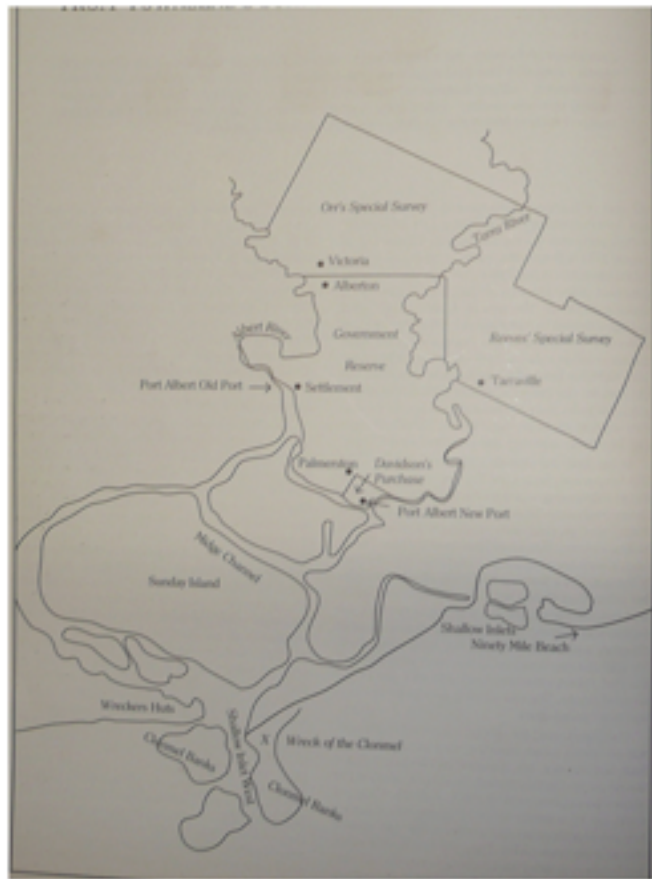 Orr's Special Survey
Tarra River
Victoria
Alberton
Albert River
Government
Reserve
Reeves' Special Survey
Port Albert Old Port
Settlement
Tarraville
Palmerston
Davidson's
Purchase
Port Albert New Port
Midge Channel
Sunday Island
Shallow Inlets
Ninety Mile Beach
Wreckers Hub
Shallow Inlet West
X Wreck of the Clonmel
Clonmel Banks
Clonmel Banks